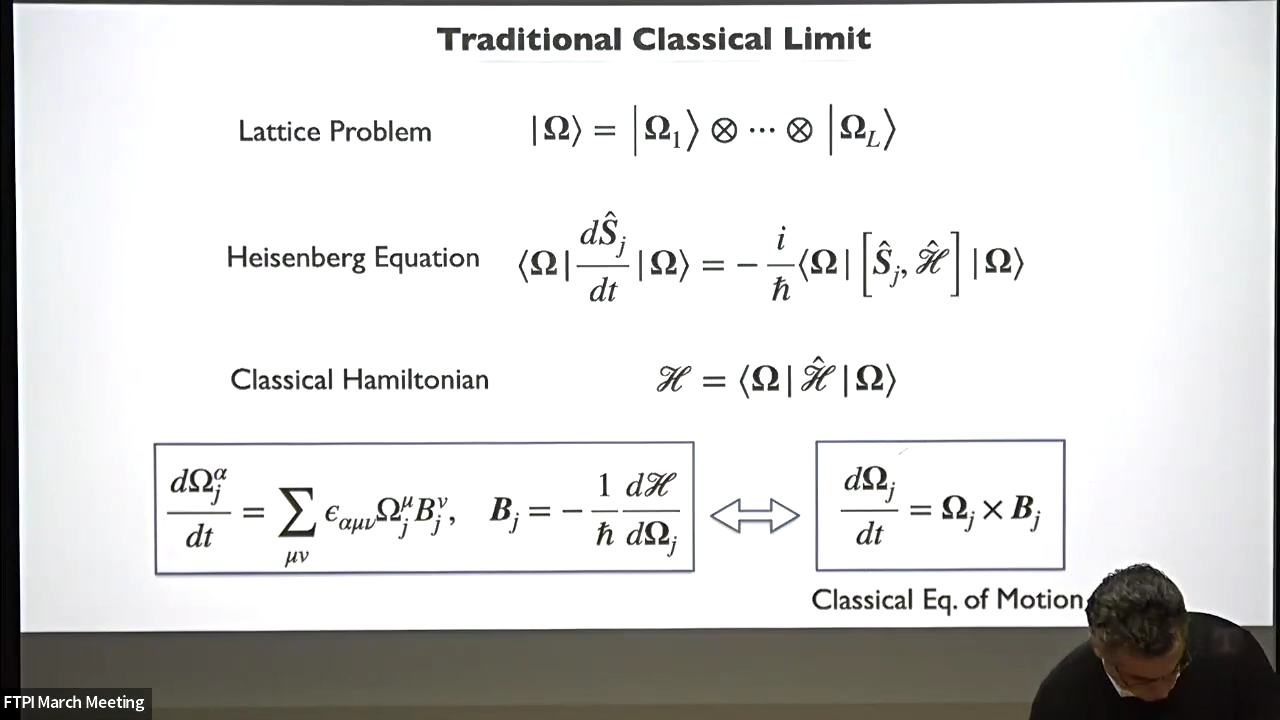 Traditional Classical Limit
Lattice Problem |Ω⟩ = |Ω₁⟩ ⊗ ⋯ ⊗ |Ω_L⟩
Heisenberg Equation ⟨Ω| dŜ_j/dt |Ω⟩ = − i/ħ ⟨Ω| [Ŝ_j, ℋ̂] |Ω⟩
Classical Hamiltonian ℋ = ⟨Ω| ℋ̂ |Ω⟩
dΩ_j^α/dt = ∑_{μν} ϵ_{αμν} Ω_j^μ B_j^ν, B_j = − 1/ħ dℋ/dΩ_j ⟺ dΩ_j/dt = Ω_j × B_j
Classical Eq. of Motion
FTPI March Meeting